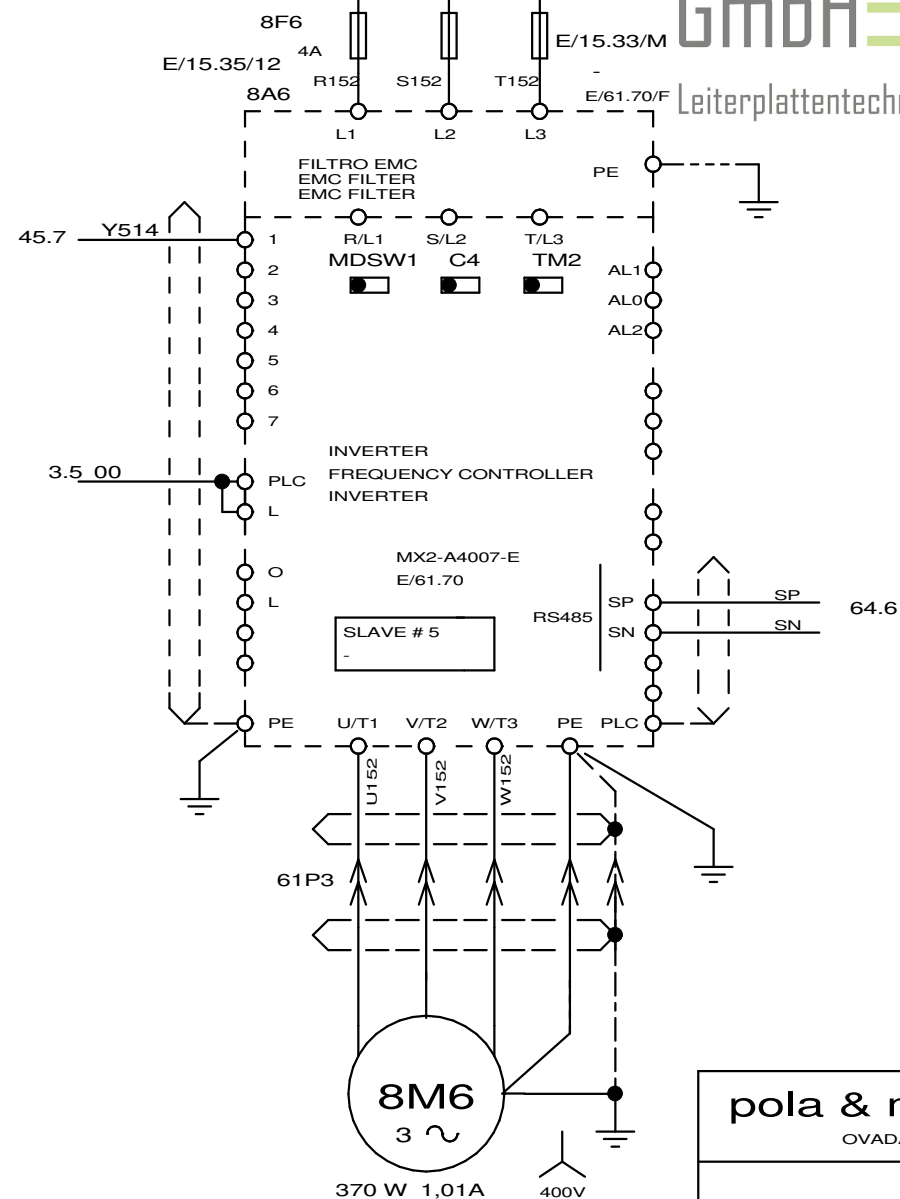 GmbH
8F6
4A
E/15.33/M
E/15.35/12
-
R152 S152 T152
8A6
E/61.70/F
L1 L2 L3
FILTRO EMC
EMC FILTER
EMC FILTER
PE
45.7 Y514
1 R/L1 S/L2 T/L3
MDSW1 C4 TM2
2 AL1
3 AL0
4 AL2
5
6
7
INVERTER
3.5 00 PLC FREQUENCY CONTROLLER
INVERTER
L
MX2-A4007-E
O E/61.70
L
RS485
SP SP
64.6
SN SN
SLAVE # 5
-
PE U/T1 V/T2 W/T3 PE PLC
U152 V152 W152
61P3
8M6
3
370 W 1,01A
400V
pola &